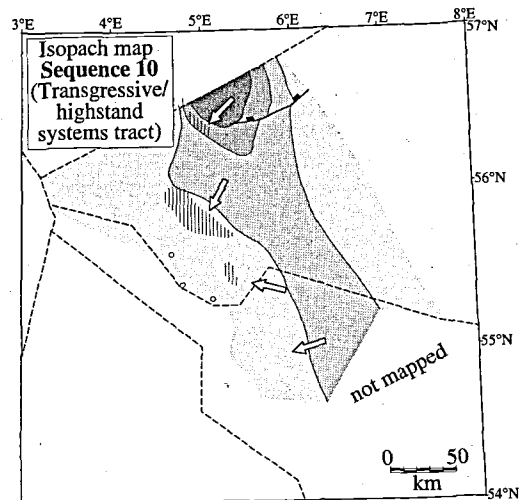 3°E 4°E 5°E 6°E 7°E 8°E
57°N
Isopach map
Sequence 10
(Transgressive/
highstand
systems tract)
56°N
55°N
not mapped
0 50
km
54°N